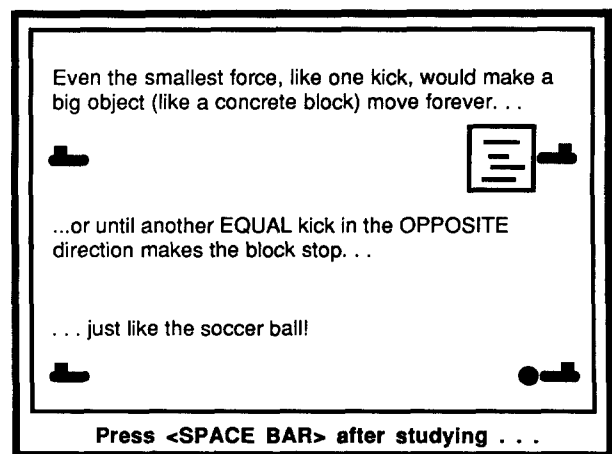 Even the smallest force, like one kick, would make a
big object (like a concrete block) move forever. . .
...or until another EQUAL kick in the OPPOSITE
direction makes the block stop. . .
. . . just like the soccer ball!
Press <SPACE BAR> after studying . . .